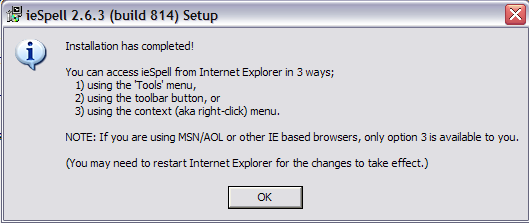 ieSpell 2.6.3 (build 814) Setup
Installation has completed!
You can access ieSpell from Internet Explorer in 3 ways;
1) using the 'Tools' menu,
2) using the toolbar button, or
3) using the context (aka right-click) menu.
NOTE: If you are using MSN/AOL or other IE based browsers, only option 3 is available to you.
(You may need to restart Internet Explorer for the changes to take effect.)
OK